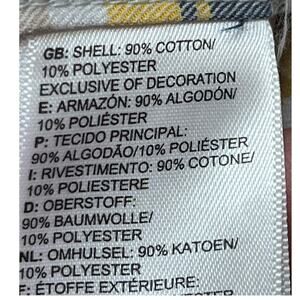 GB: SHELL: 90% COTTON/
10% POLYESTER
EXCLUSIVE OF DECORATION
E: ARMAZÓN: 90% ALGODÓN/
10% POLIÉSTER
P: TECIDO PRINCIPAL:
90% ALGODÃO/10% POLIÉSTER
I: RIVESTIMENTO: 90% COTONE/
10% POLIESTERE
D: OBERSTOFF:
90% BAUMWOLLE/
10% POLYESTER
NL: OMHULSEL: 90% KATOEN/
10% POLYESTER
F: ÉTOFFE EXTÉRIEURE: